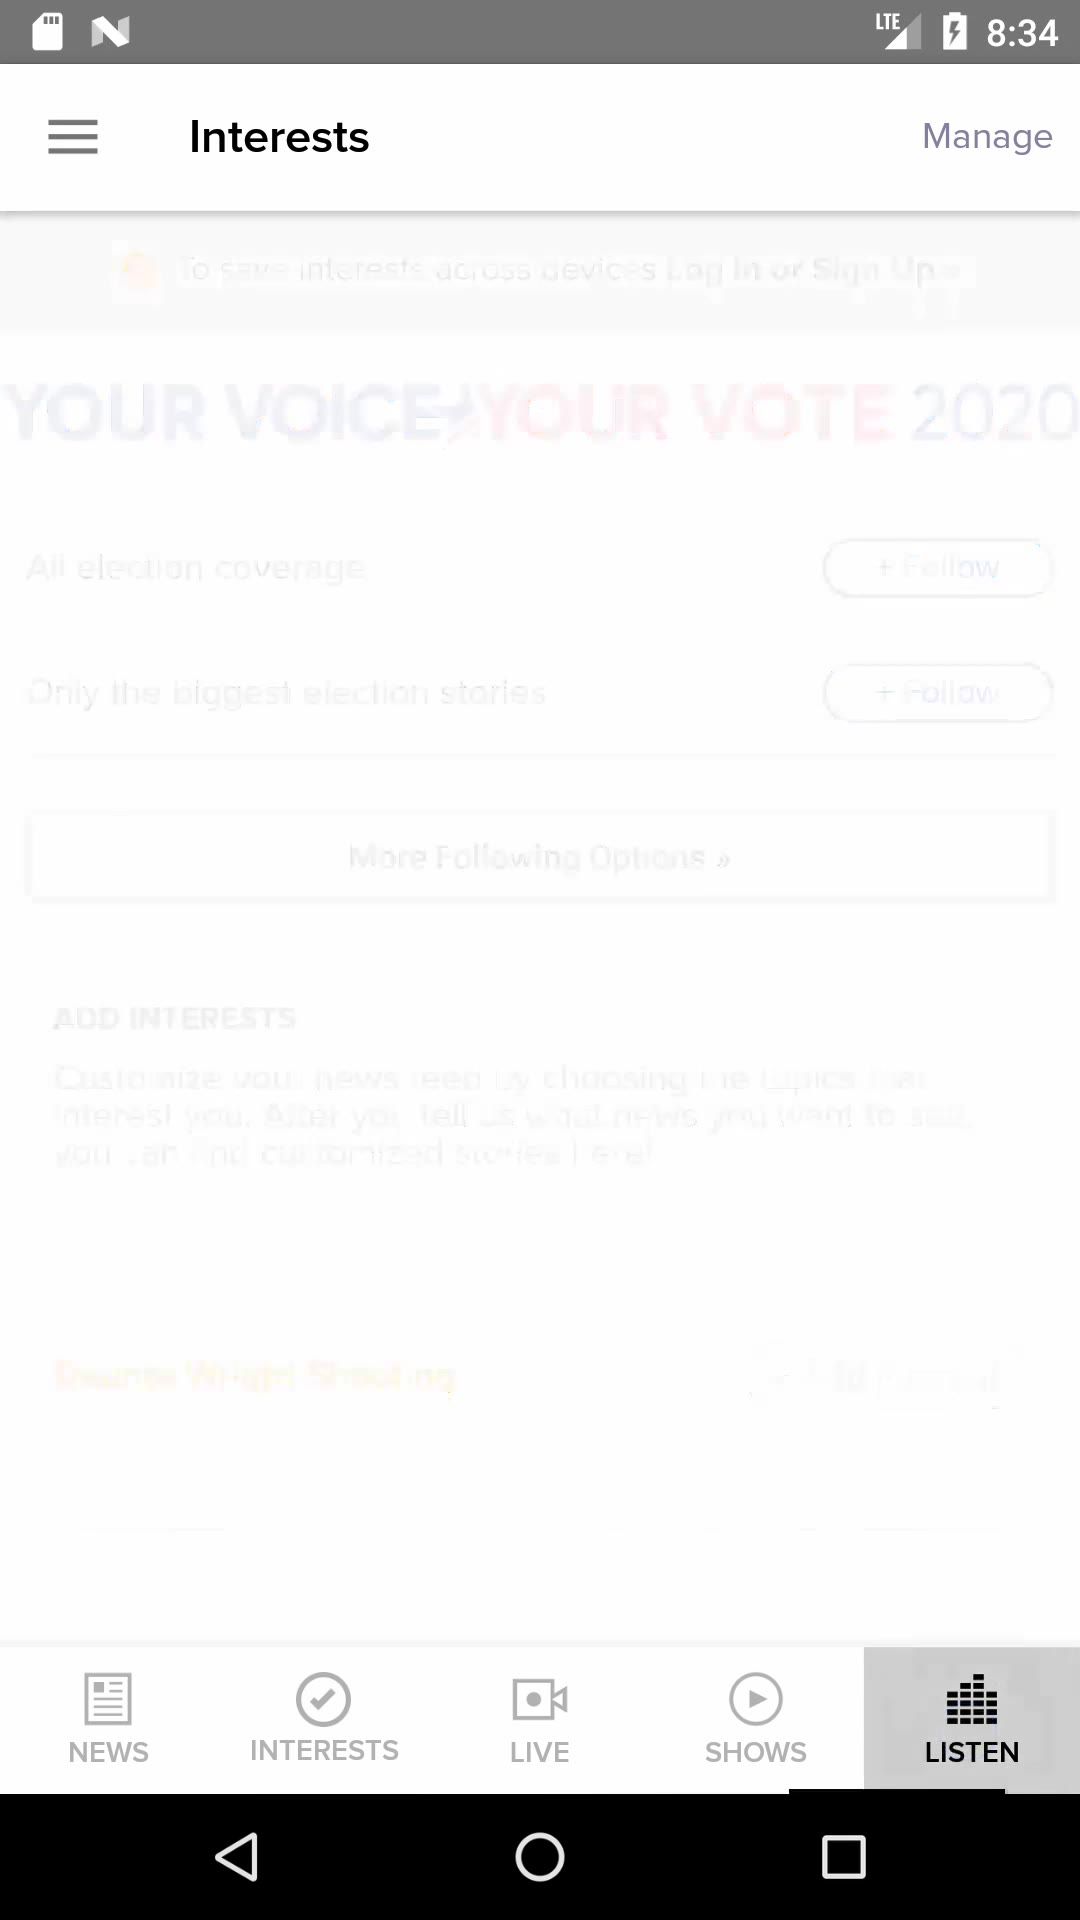 LTE 8:34
Interests Manage
To save interests across devices Log In or Sign Up »
YOUR VOICE YOUR VOTE 2020
All election coverage + Follow
Only the biggest election stories + Follow
More Following Options »
ADD INTERESTS
Customize your news feed by choosing the topics that
interest you. After you tell us what news you want to see,
you can find customized stories here!
Daunte Wright Shooting
NEWS INTERESTS LIVE SHOWS LISTEN